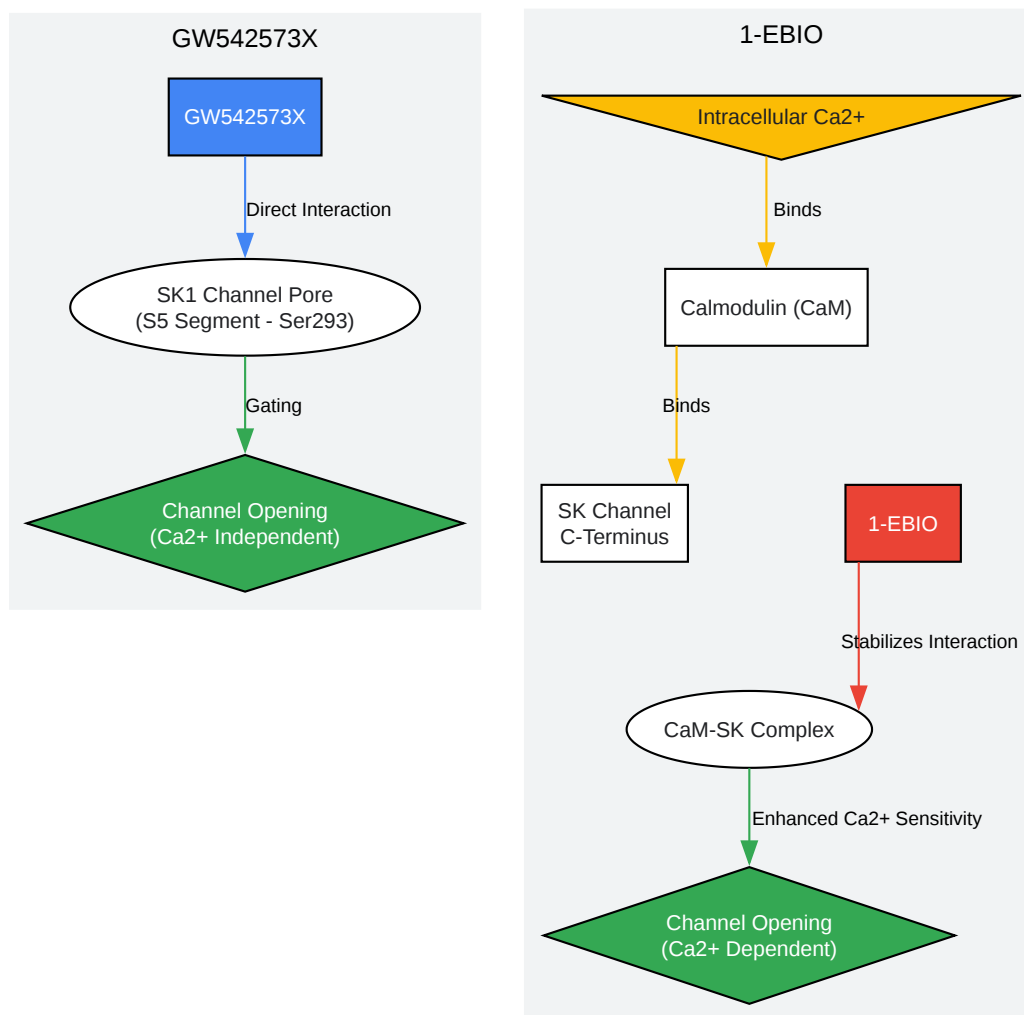 GW542573X
GW542573X
Direct Interaction
SK1 Channel Pore
(S5 Segment - Ser293)
Gating
Channel Opening
(Ca2+ Independent)
1-EBIO
Intracellular Ca2+
Binds
Calmodulin (CaM)
Binds
SK Channel
C-Terminus
1-EBIO
Stabilizes Interaction
CaM-SK Complex
Enhanced Ca2+ Sensitivity
Channel Opening
(Ca2+ Dependent)